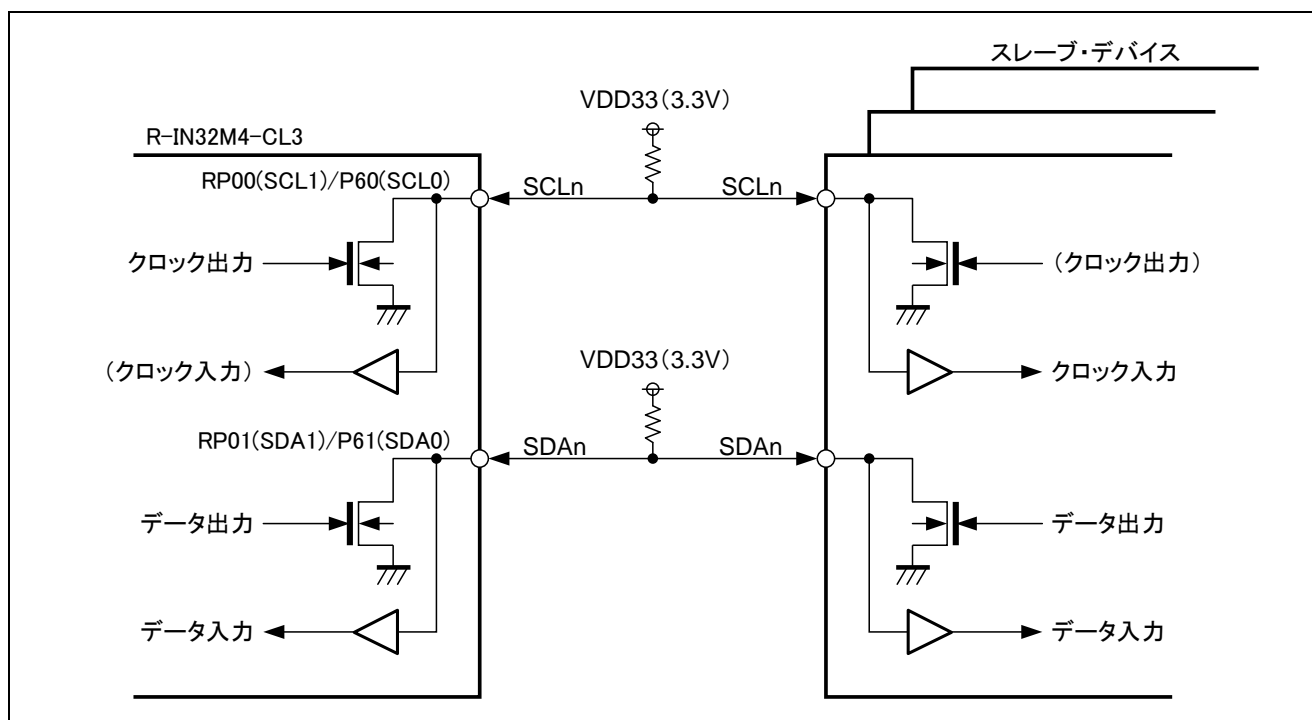 スレーブ・デバイス
VDD33(3.3V)
R-IN32M4-CL3
RP00(SCL1)/P60(SCL0)
SCLn
SCLn
クロック出力
(クロック出力)
VDD33(3.3V)
(クロック入力)
クロック入力
RP01(SDA1)/P61(SDA0)
SDAn
SDAn
データ出力
データ出力
データ入力
データ入力